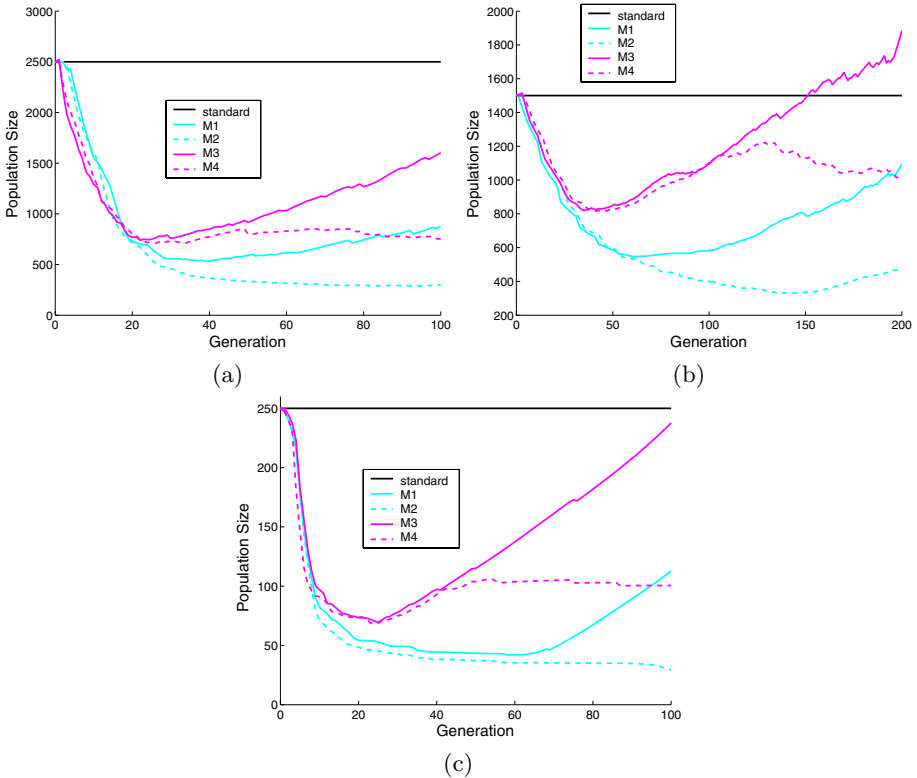 3000
2500
2000
1500
1000
500
0
Population Size
standard
M1
M2
M3
M4
0 20 40 60 80 100
Generation
(a)
2000
1800
1600
1400
1200
1000
800
600
400
200
Population Size
standard
M1
M2
M3
M4
0 50 100 150 200
Generation
(b)
250
200
150
100
50
0
Population Size
standard
M1
M2
M3
M4
0 20 40 60 80 100
Generation
(c)